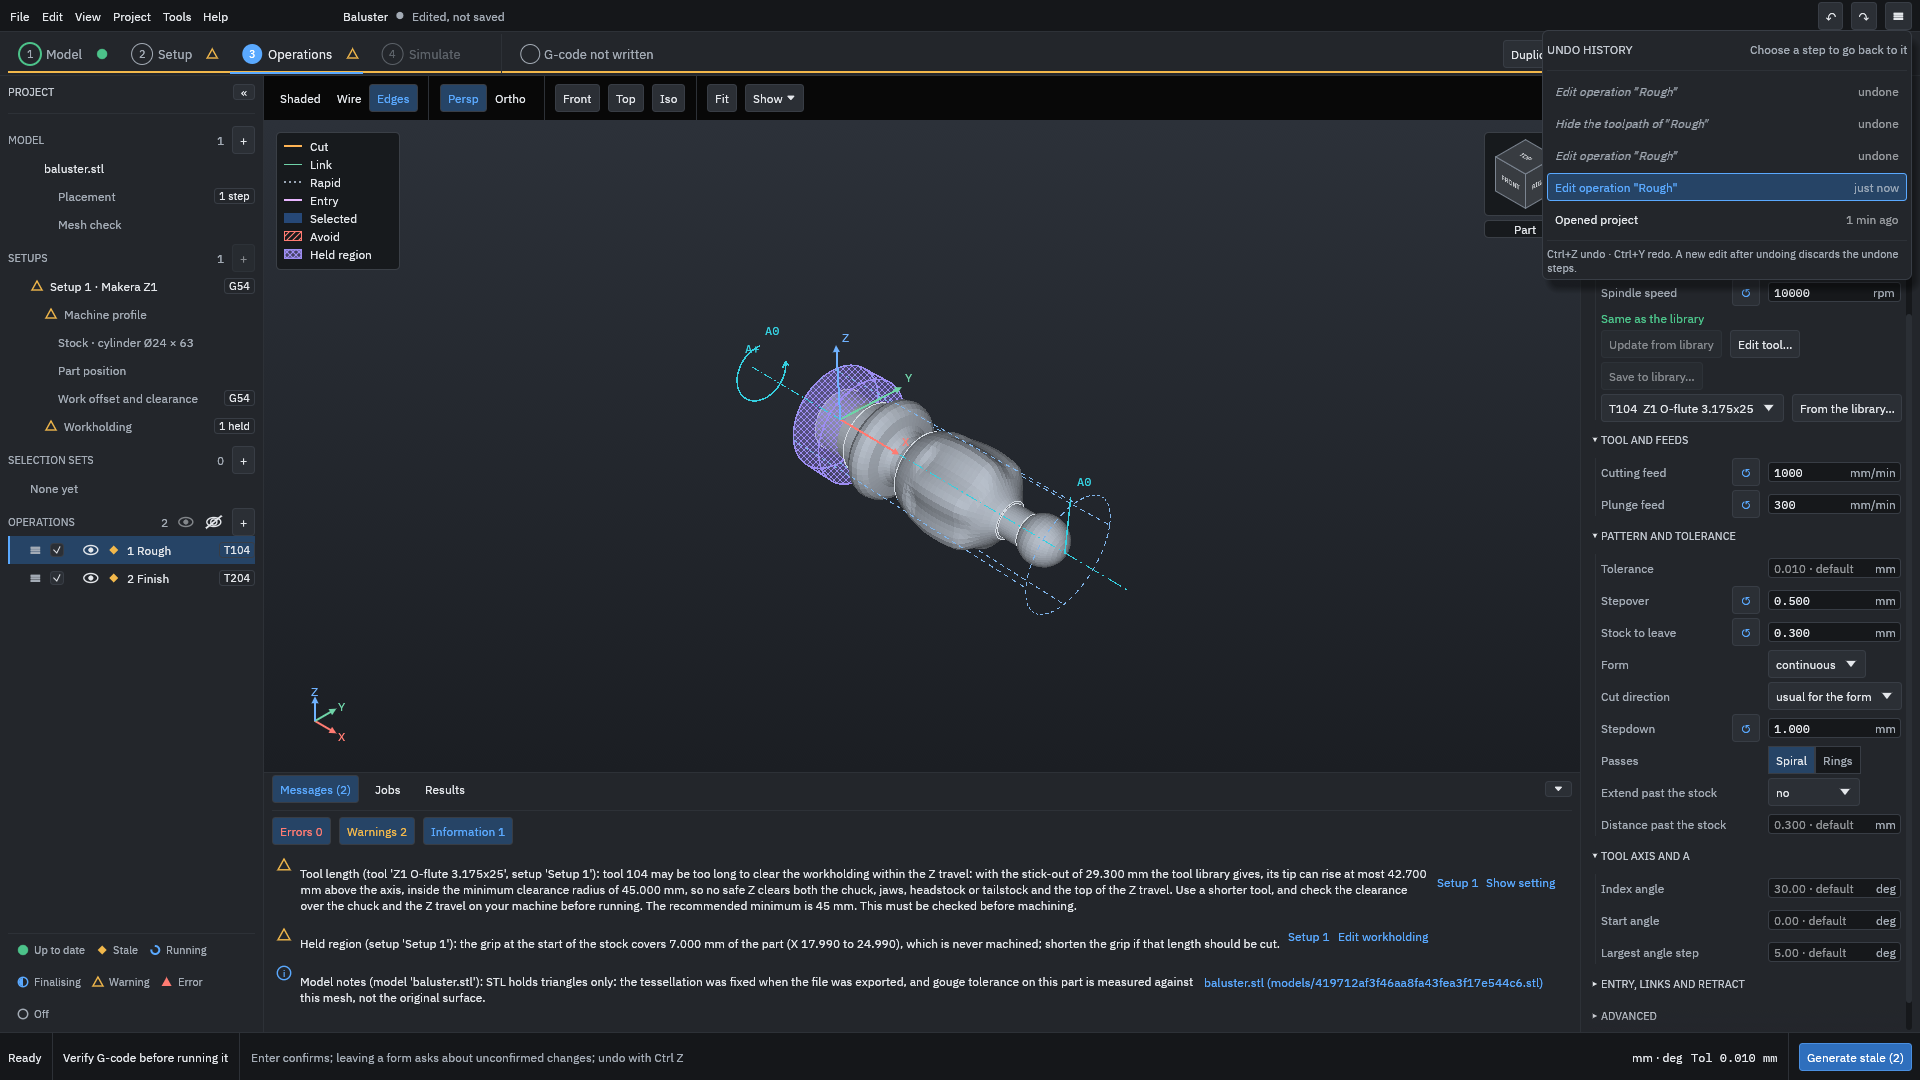 File Edit View Project Tools Help
Baluster Edited, not saved
1 Model 2 Setup 3 Operations 4 Simulate G-code not written
UNDO HISTORY Choose a step to go back to it
Edit operation "Rough" undone
Hide the toolpath of "Rough" undone
Edit operation "Rough" undone
Edit operation "Rough" just now
Opened project 1 min ago
Ctrl+Z undo · Ctrl+Y redo. A new edit after undoing discards the undone
steps.
PROJECT «
MODEL 1 +
baluster.stl
Placement 1 step
Mesh check
SETUPS 1 +
Setup 1 · Makera Z1 G54
Machine profile
Stock · cylinder Ø24 × 63
Part position
Work offset and clearance G54
Workholding 1 held
SELECTION SETS 0 +
None yet
OPERATIONS 2 +
1 Rough T104
2 Finish T204
Up to date Stale Running
Finalising Warning Error
Off
Shaded Wire Edges Persp Ortho Front Top Iso Fit Show
Cut
Link
Rapid
Entry
Selected
Avoid
Held region
A0
A+
Z
Y
X
A0
TOP
FRONT
Part
Z
Y
X
Spindle speed 10000 rpm
Same as the library
Update from library Edit tool...
Save to library...
T104 Z1 O-flute 3.175x25 From the library...
TOOL AND FEEDS
Cutting feed 1000 mm/min
Plunge feed 300 mm/min
PATTERN AND TOLERANCE
Tolerance 0.010 · default mm
Stepover 0.500 mm
Stock to leave 0.300 mm
Form continuous
Cut direction usual for the form
Stepdown 1.000 mm
Passes Spiral Rings
Extend past the stock no
Distance past the stock 0.300 · default mm
TOOL AXIS AND A
Index angle 30.00 · default deg
Start angle 0.00 · default deg
Largest angle step 5.00 · default deg
ENTRY, LINKS AND RETRACT
ADVANCED
Messages (2) Jobs Results
Errors 0 Warnings 2 Information 1
Tool length (tool 'Z1 O-flute 3.175x25', setup 'Setup 1'): tool 104 may be too long to clear the workholding within the Z travel: with the stick-out of 29.300 mm the tool library gives, its tip can rise at most 42.700
mm above the axis, inside the minimum clearance radius of 45.000 mm, so no safe Z clears both the chuck, jaws, headstock or tailstock and the top of the Z travel. Use a shorter tool, and check the clearance
over the chuck and the Z travel on your machine before running. The recommended minimum is 45 mm. This must be checked before machining.
Setup 1 Show setting
Held region (setup 'Setup 1'): the grip at the start of the stock covers 7.000 mm of the part (X 17.990 to 24.990), which is never machined; shorten the grip if that length should be cut. Setup 1 Edit workholding
Model notes (model 'baluster.stl'): STL holds triangles only: the tessellation was fixed when the file was exported, and gouge tolerance on this part is measured against
this mesh, not the original surface.
baluster.stl (models/419712af3f46aa8fa43fea3f17e544c6.stl)
Ready Verify G-code before running it Enter confirms; leaving a form asks about unconfirmed changes; undo with Ctrl Z mm · deg Tol 0.010 mm Generate stale (2)